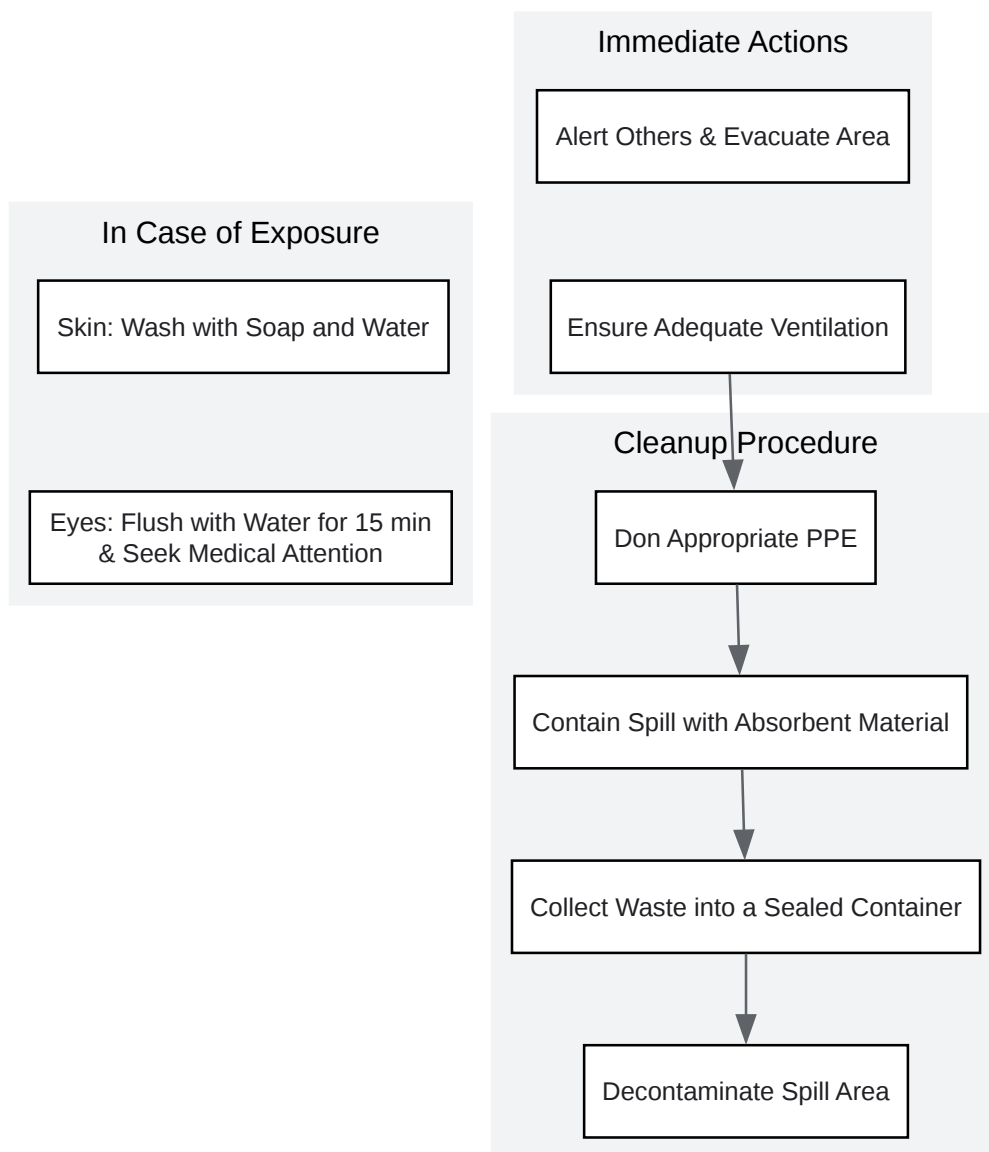 Immediate Actions
Alert Others & Evacuate Area
Ensure Adequate Ventilation
In Case of Exposure
Skin: Wash with Soap and Water
Eyes: Flush with Water for 15 min
& Seek Medical Attention
Cleanup Procedure
Don Appropriate PPE
Contain Spill with Absorbent Material
Collect Waste into a Sealed Container
Decontaminate Spill Area